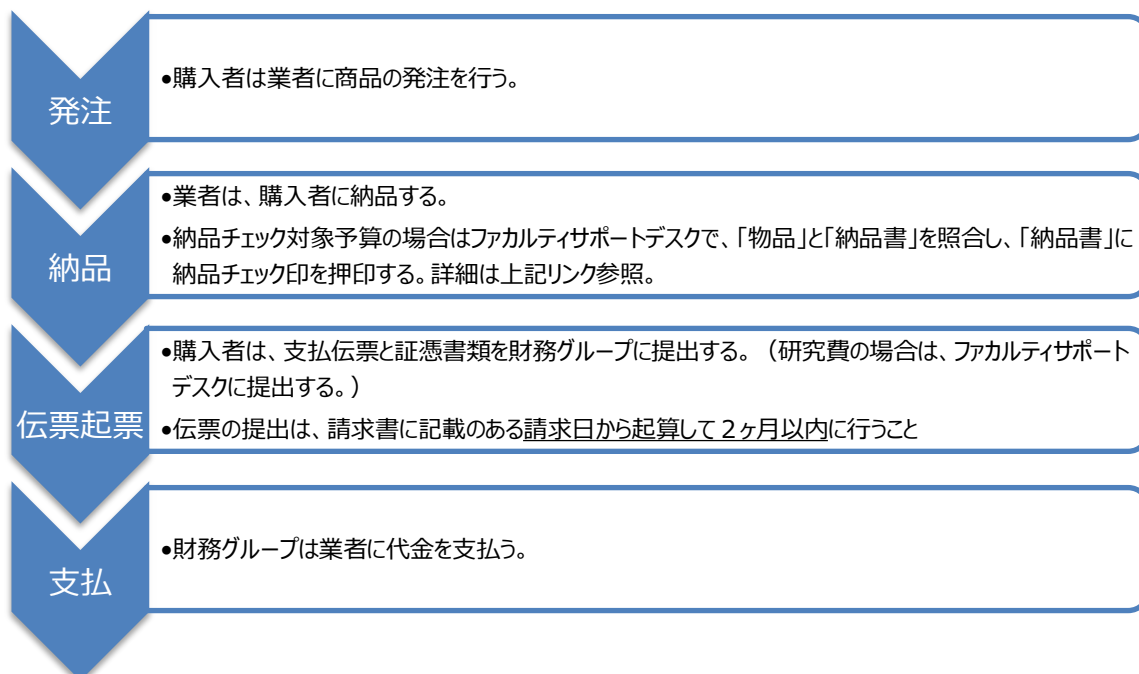 発注
•購入者は業者に商品の発注を行う。
納品
•業者は、購入者に納品する。
•納品チェック対象予算の場合はファカルティサポートデスクで、「物品」と「納品書」を照合し、「納品書」に
納品チェック印を押印する。詳細は上記リンク参照。
伝票起票
•購入者は、支払伝票と証憑書類を財務グループに提出する。（研究費の場合は、ファカルティサポート
デスクに提出する。）
•伝票の提出は、請求書に記載のある請求日から起算して２ヶ月以内に行うこと
支払
•財務グループは業者に代金を支払う。